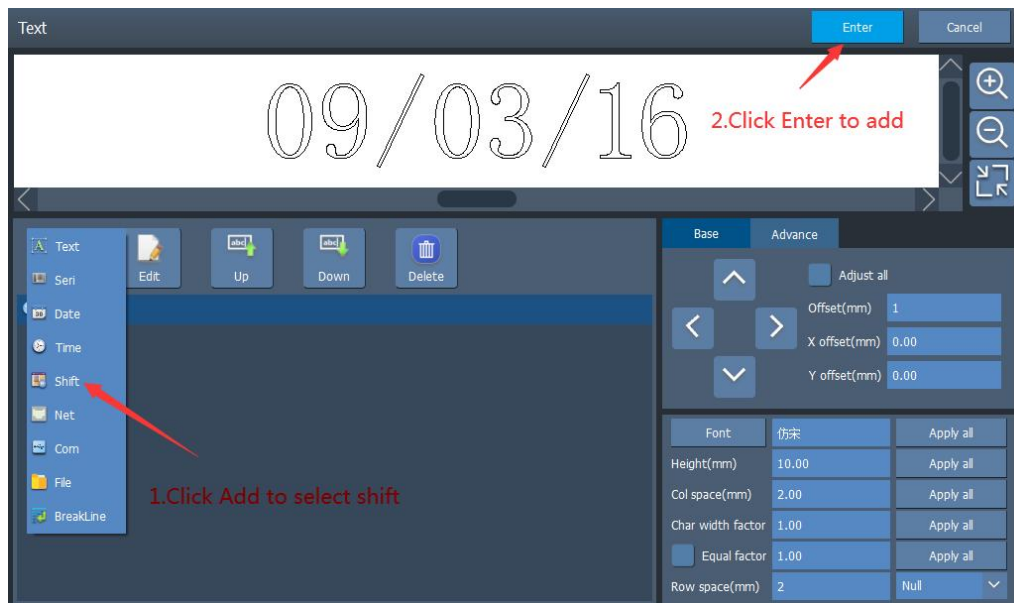 Text
Enter
Cancel
09/03/16
2.Click Enter to add
Text
Seri
Date
Time
Shift
Net
Com
File
BreakLine
Edit
Up
Down
Delete
1.Click Add to select shift
Base
Advance
Adjust all
Offset(mm) 1
X offset(mm) 0.00
Y offset(mm) 0.00
Font 仿宋 Apply all
Height(mm) 10.00 Apply all
Col space(mm) 2.00 Apply all
Char width factor 1.00 Apply all
Equal factor 1.00 Apply all
Row space(mm) 2 Null